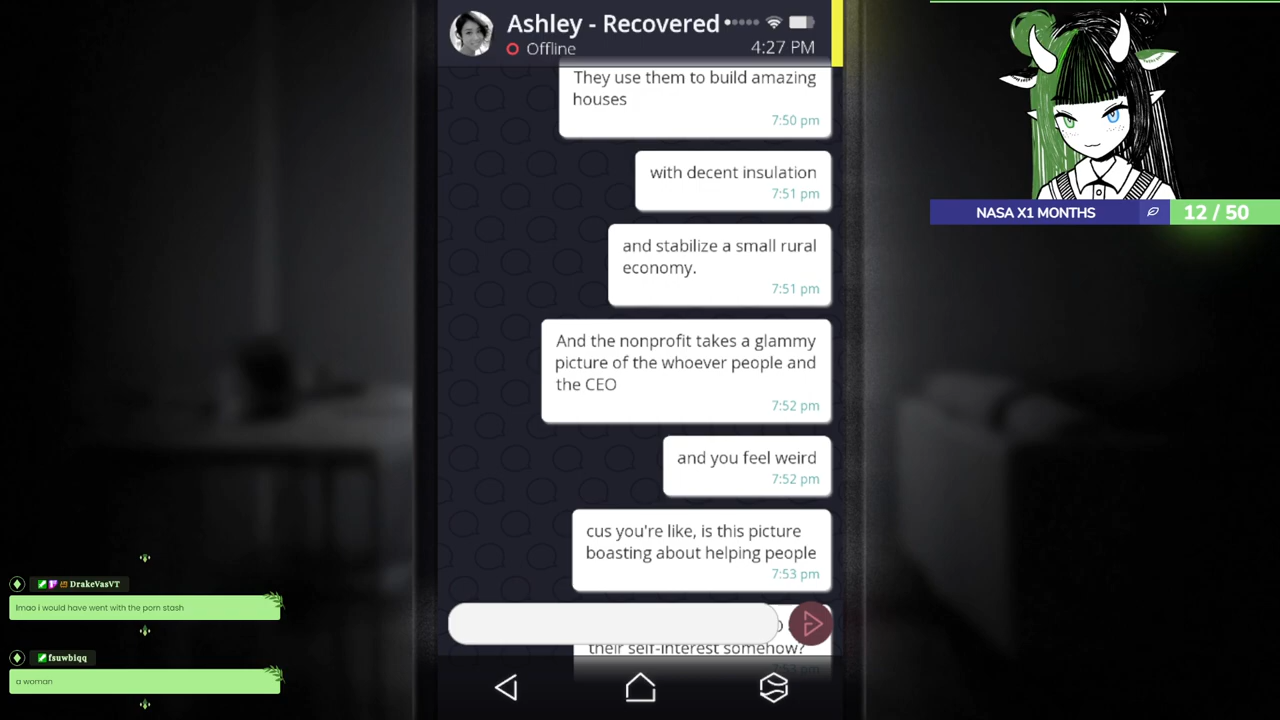 Ashley - Recovered
Offline
4:27 PM
They use them to build amazing
houses
7:50 pm
with decent insulation
7:51 pm
and stabilize a small rural
economy.
7:51 pm
And the nonprofit takes a glammy
picture of the whoever people and
the CEO
7:52 pm
and you feel weird
7:52 pm
cus you're like, is this picture
boasting about helping people
7:53 pm
their self-interest somehow?
7:53 pm
NASA X1 MONTHS
12 / 50
DrakeVasVT
lmao i would have went with the porn stash
fsuwbiqq
a woman